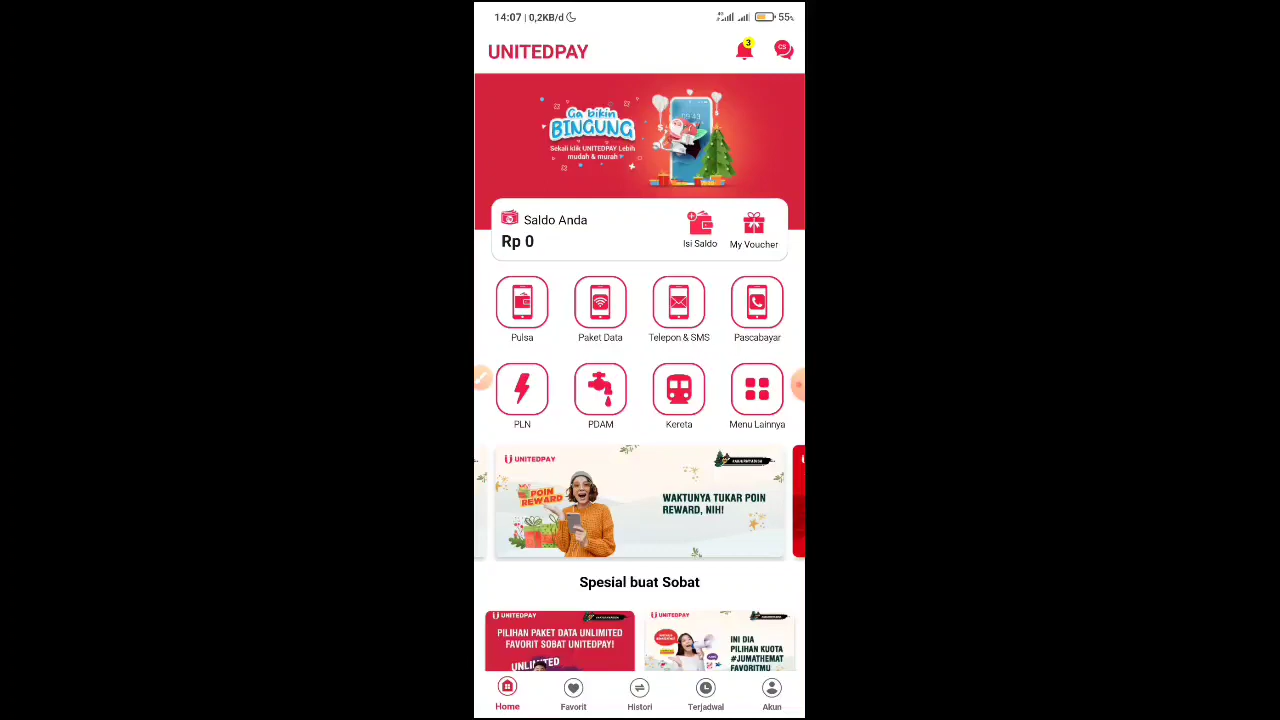 14:07 | 0,2KB/d
55%
UNITEDPAY
3
CS
Ga bikin
BINGUNG
Sekali klik UNITEDPAY Lebih
mudah & murah
Saldo Anda
Rp 0
Isi Saldo
My Voucher
Pulsa
Paket Data
Telepon & SMS
Pascabayar
PLN
PDAM
Kereta
Menu Lainnya
UNITEDPAY
POIN
REWARD
WAKTUNYA TUKAR POIN
REWARD, NIH!
Spesial buat Sobat
UNITEDPAY
PILIHAN PAKET DATA UNLIMITED
FAVORIT SOBAT UNITEDPAY!
UNLIMITED
UNITEDPAY
INI DIA
PILIHAN KUOTA
#JUMATHEMAT
FAVORITMU
Home
Favorit
Histori
Terjadwal
Akun